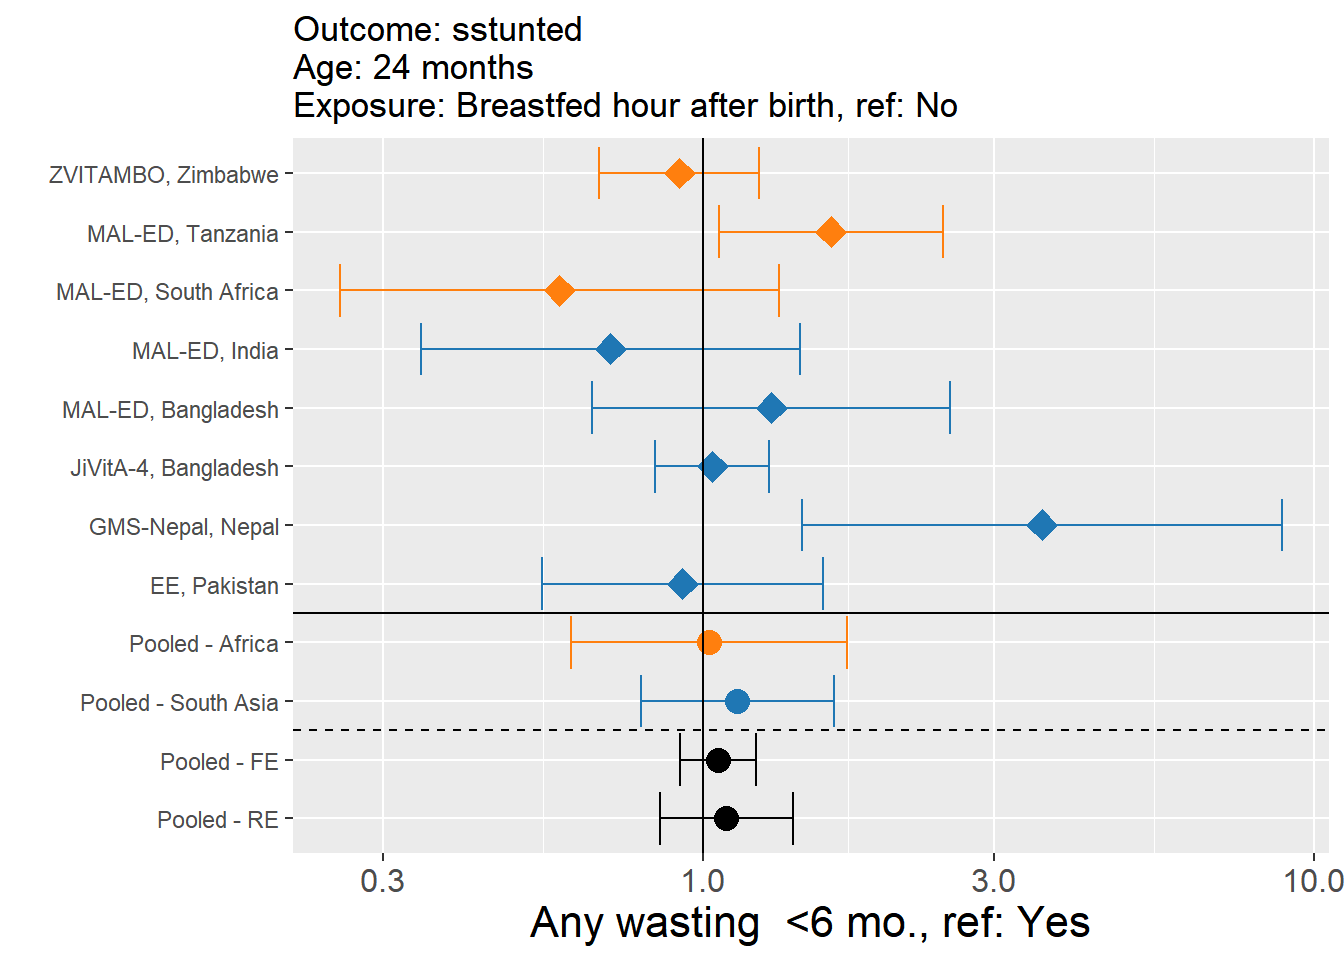 Outcome: sstunted
Age: 24 months
Exposure: Breastfed hour after birth, ref: No
ZVITAMBO, Zimbabwe
MAL-ED, Tanzania
MAL-ED, South Africa
MAL-ED, India
MAL-ED, Bangladesh
JiVitA-4, Bangladesh
GMS-Nepal, Nepal
EE, Pakistan
Pooled - Africa
Pooled - South Asia
Pooled - FE
Pooled - RE
0.3 1.0 3.0 10.0
Any wasting  <6 mo., ref: Yes